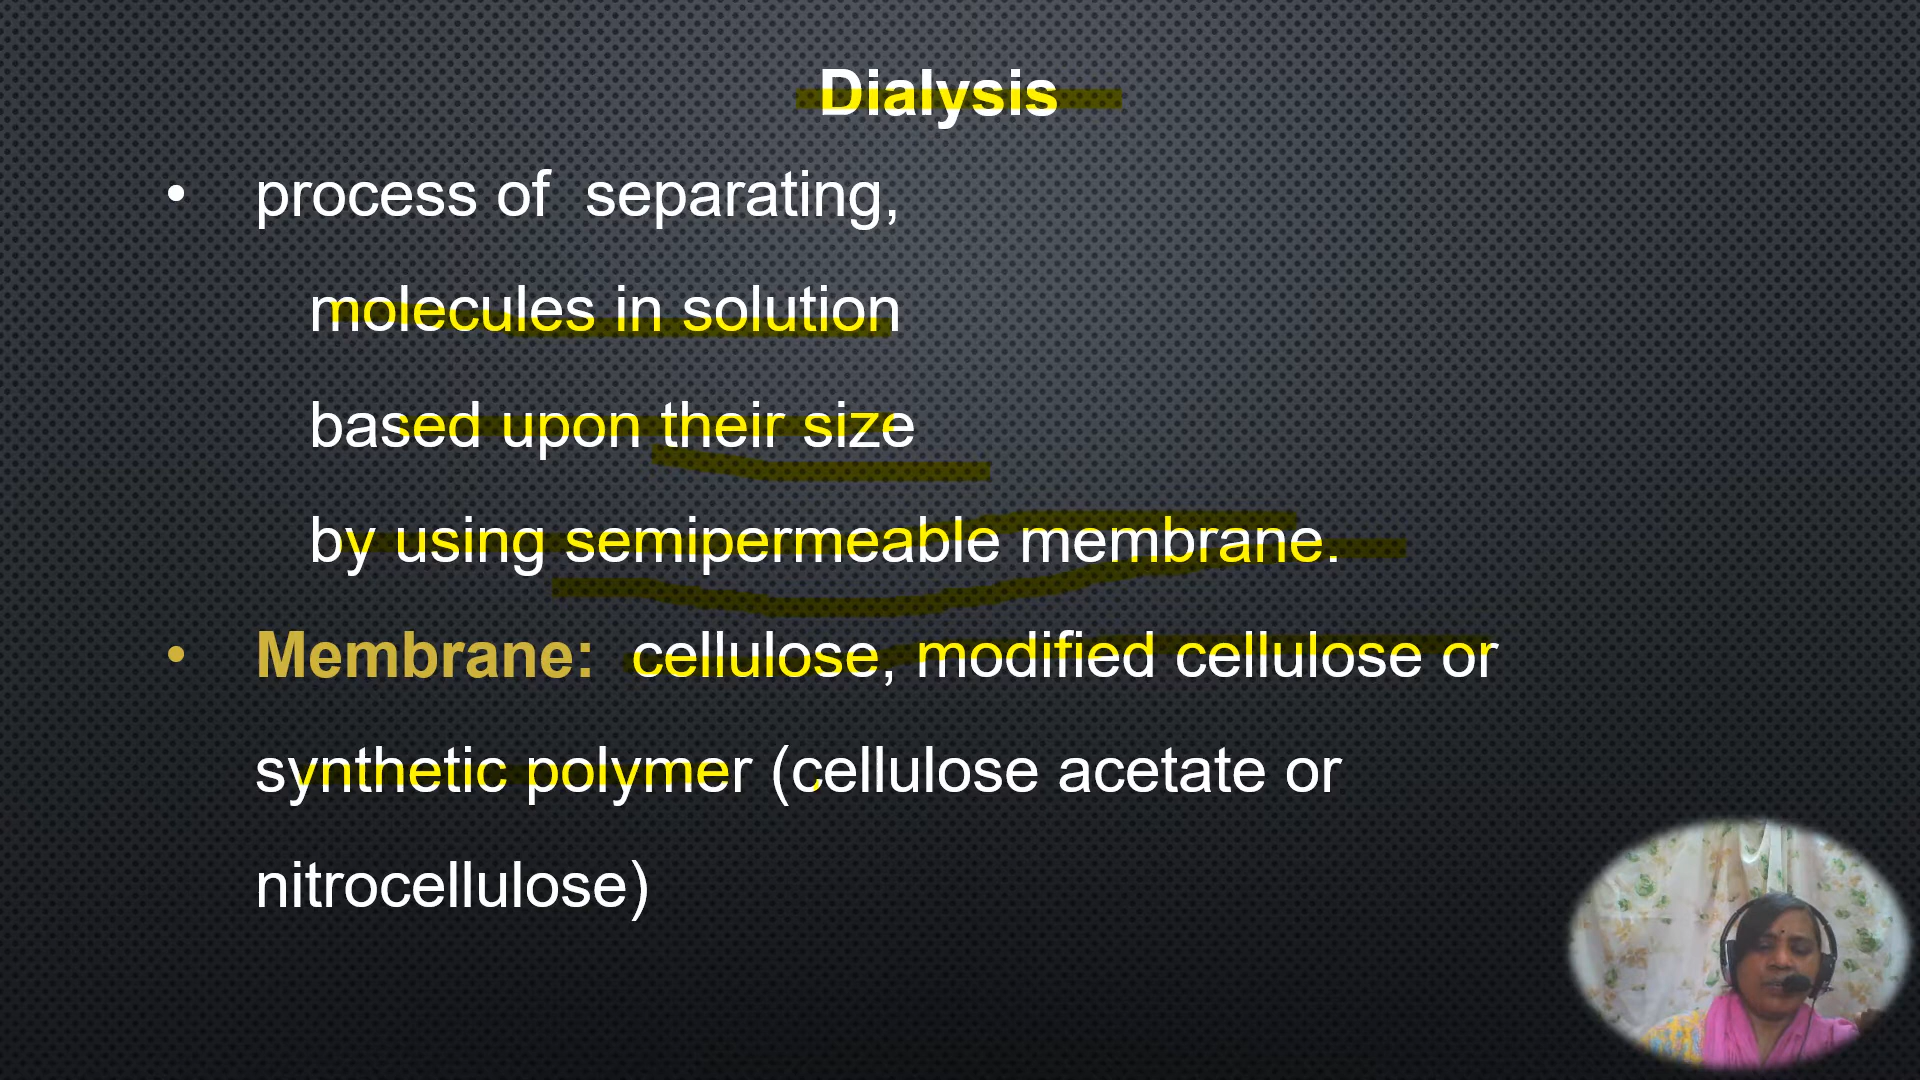 Dialysis
• process of separating,
molecules in solution
based upon their size
by using semipermeable membrane.
• Membrane: cellulose, modified cellulose or
synthetic polymer (cellulose acetate or
nitrocellulose)